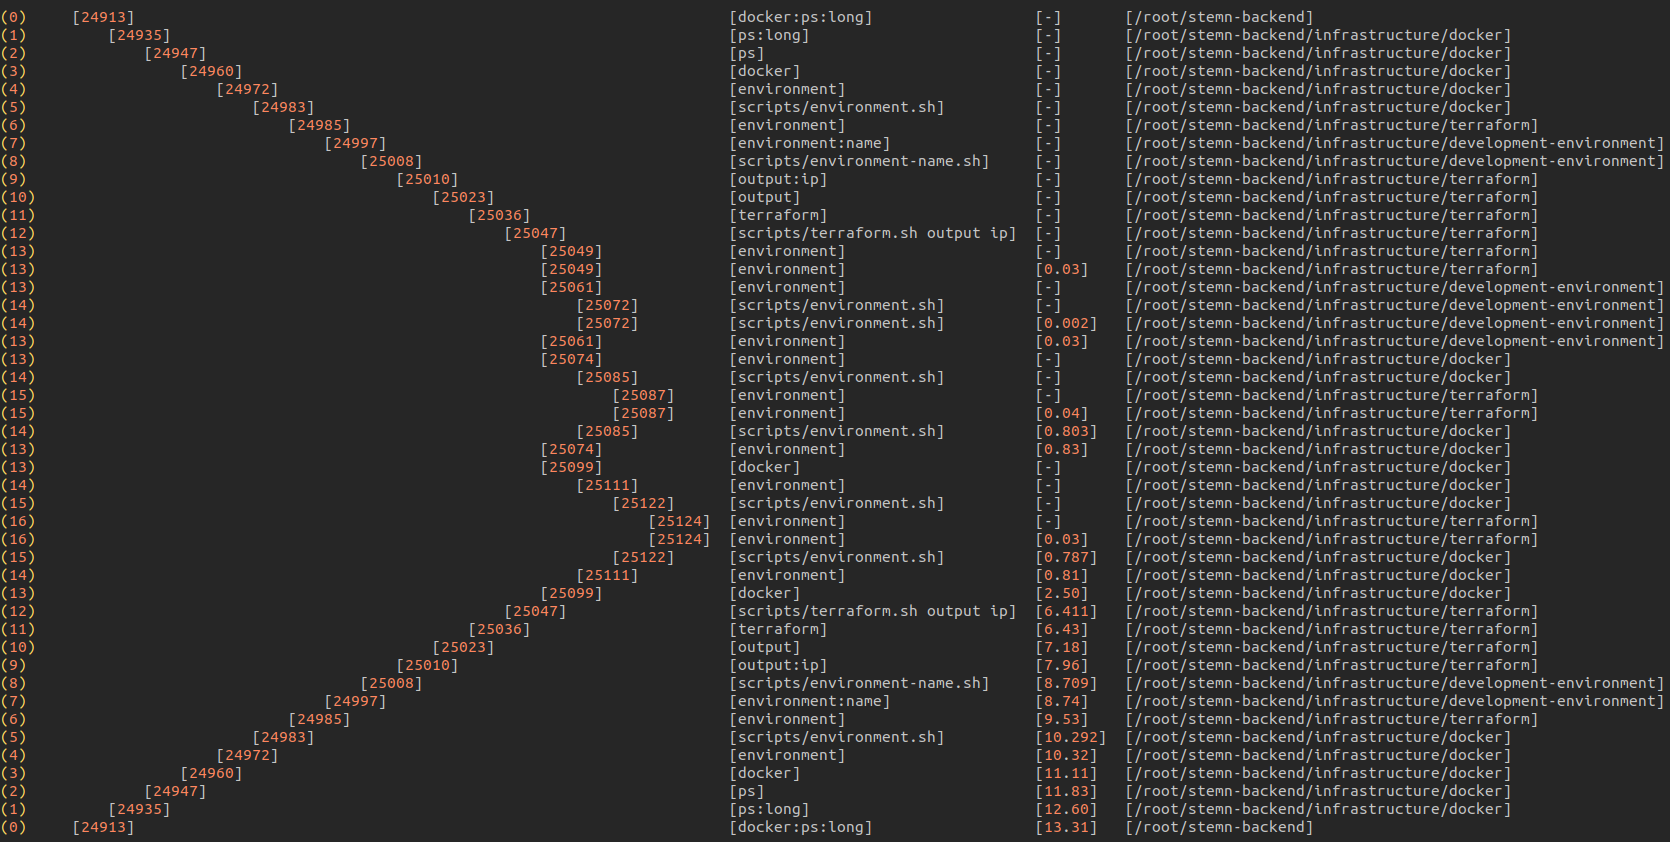 (0) [24913] [docker:ps:long] [-] [/root/stemn-backend]
(1) [24935] [ps:long] [-] [/root/stemn-backend/infrastructure/docker]
(2) [24947] [ps] [-] [/root/stemn-backend/infrastructure/docker]
(3) [24960] [docker] [-] [/root/stemn-backend/infrastructure/docker]
(4) [24972] [environment] [-] [/root/stemn-backend/infrastructure/docker]
(5) [24983] [scripts/environment.sh] [-] [/root/stemn-backend/infrastructure/docker]
(6) [24985] [environment] [-] [/root/stemn-backend/infrastructure/terraform]
(7) [24997] [environment:name] [-] [/root/stemn-backend/infrastructure/development-environment]
(8) [25008] [scripts/environment-name.sh] [-] [/root/stemn-backend/infrastructure/development-environment]
(9) [25010] [output:ip] [-] [/root/stemn-backend/infrastructure/terraform]
(10) [25023] [output] [-] [/root/stemn-backend/infrastructure/terraform]
(11) [25036] [terraform] [-] [/root/stemn-backend/infrastructure/terraform]
(12) [25047] [scripts/terraform.sh output ip] [-] [/root/stemn-backend/infrastructure/terraform]
(13) [25049] [environment] [-] [/root/stemn-backend/infrastructure/terraform]
(13) [25049] [environment] [0.03] [/root/stemn-backend/infrastructure/terraform]
(13) [25061] [environment] [-] [/root/stemn-backend/infrastructure/development-environment]
(14) [25072] [scripts/environment.sh] [-] [/root/stemn-backend/infrastructure/development-environment]
(14) [25072] [scripts/environment.sh] [0.002] [/root/stemn-backend/infrastructure/development-environment]
(13) [25061] [environment] [0.03] [/root/stemn-backend/infrastructure/development-environment]
(13) [25074] [environment] [-] [/root/stemn-backend/infrastructure/docker]
(14) [25085] [scripts/environment.sh] [-] [/root/stemn-backend/infrastructure/docker]
(15) [25087] [environment] [-] [/root/stemn-backend/infrastructure/terraform]
(15) [25087] [environment] [0.04] [/root/stemn-backend/infrastructure/terraform]
(14) [25085] [scripts/environment.sh] [0.803] [/root/stemn-backend/infrastructure/docker]
(13) [25074] [environment] [0.83] [/root/stemn-backend/infrastructure/docker]
(13) [25099] [docker] [-] [/root/stemn-backend/infrastructure/docker]
(14) [25111] [environment] [-] [/root/stemn-backend/infrastructure/docker]
(15) [25122] [scripts/environment.sh] [-] [/root/stemn-backend/infrastructure/docker]
(16) [25124] [environment] [-] [/root/stemn-backend/infrastructure/terraform]
(16) [25124] [environment] [0.03] [/root/stemn-backend/infrastructure/terraform]
(15) [25122] [scripts/environment.sh] [0.787] [/root/stemn-backend/infrastructure/docker]
(14) [25111] [environment] [0.81] [/root/stemn-backend/infrastructure/docker]
(13) [25099] [docker] [2.50] [/root/stemn-backend/infrastructure/docker]
(12) [25047] [scripts/terraform.sh output ip] [6.411] [/root/stemn-backend/infrastructure/terraform]
(11) [25036] [terraform] [6.43] [/root/stemn-backend/infrastructure/terraform]
(10) [25023] [output] [7.18] [/root/stemn-backend/infrastructure/terraform]
(9) [25010] [output:ip] [7.96] [/root/stemn-backend/infrastructure/terraform]
(8) [25008] [scripts/environment-name.sh] [8.709] [/root/stemn-backend/infrastructure/development-environment]
(7) [24997] [environment:name] [8.74] [/root/stemn-backend/infrastructure/development-environment]
(6) [24985] [environment] [9.53] [/root/stemn-backend/infrastructure/terraform]
(5) [24983] [scripts/environment.sh] [10.292] [/root/stemn-backend/infrastructure/docker]
(4) [24972] [environment] [10.32] [/root/stemn-backend/infrastructure/docker]
(3) [24960] [docker] [11.11] [/root/stemn-backend/infrastructure/docker]
(2) [24947] [ps] [11.83] [/root/stemn-backend/infrastructure/docker]
(1) [24935] [ps:long] [12.60] [/root/stemn-backend/infrastructure/docker]
(0) [24913] [docker:ps:long] [13.31] [/root/stemn-backend]